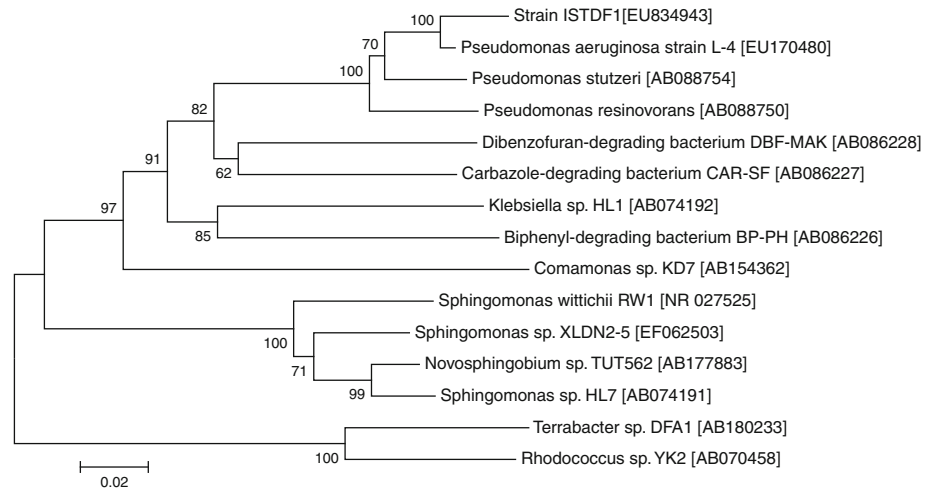 Strain ISTDF1[EU834943]
100
Pseudomonas aeruginosa strain L-4 [EU170480]
70
100
Pseudomonas stutzeri [AB088754]
82
Pseudomonas resinovorans [AB088750]
Dibenzofuran-degrading bacterium DBF-MAK [AB086228]
91
62
Carbazole-degrading bacterium CAR-SF [AB086227]
97
Klebsiella sp. HL1 [AB074192]
85
Biphenyl-degrading bacterium BP-PH [AB086226]
Comamonas sp. KD7 [AB154362]
Sphingomonas wittichii RW1 [NR 027525]
100
Sphingomonas sp. XLDN2-5 [EF062503]
71
Novosphingobium sp. TUT562 [AB177883]
99
Sphingomonas sp. HL7 [AB074191]
Terrabacter sp. DFA1 [AB180233]
100
Rhodococcus sp. YK2 [AB070458]
0.02